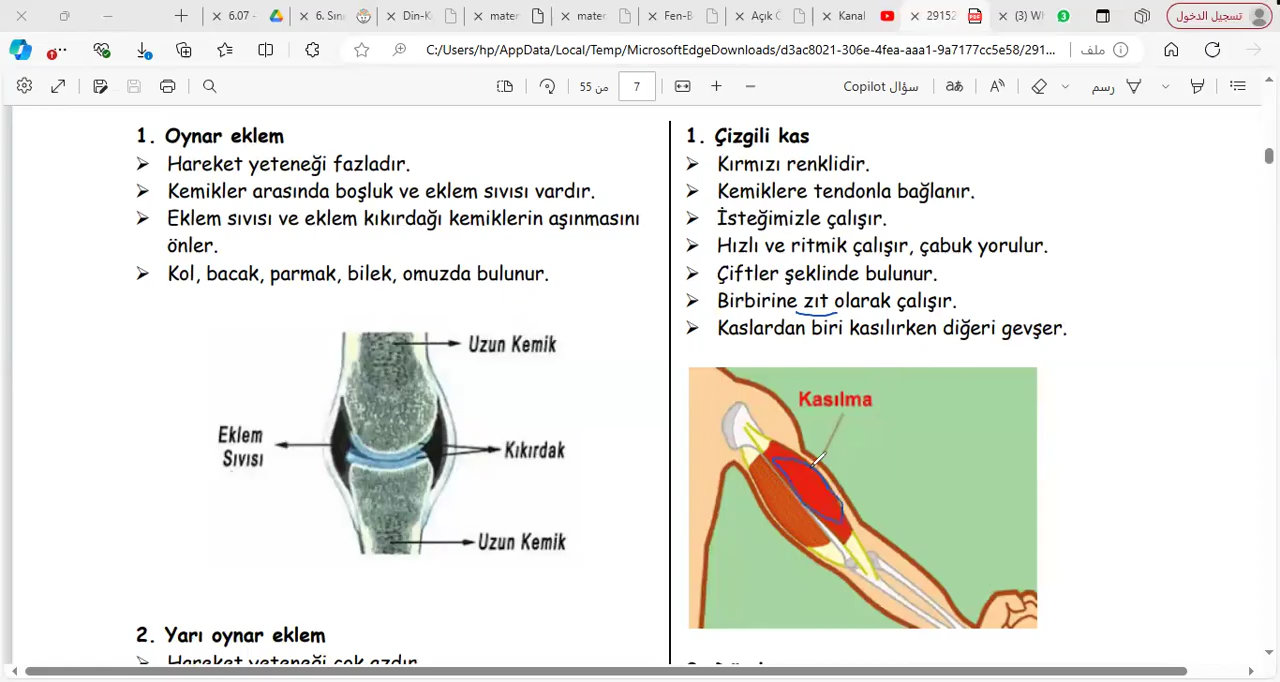 6.07 -
6. Sını
Din-K
mater
mater
Fen-B
Açık Ö
Kanal
29152
(3) Wh
تسجيل الدخول
C:/Users/hp/AppData/Local/Temp/MicrosoftEdgeDownloads/d3ac8021-306e-4fea-aaa1-9a7177cc5e58/291...
ملف
7
من 55
سؤال Copilot
رسم
1. Oynar eklem
➢ Hareket yeteneği fazladır.
➢ Kemikler arasında boşluk ve eklem sıvısı vardır.
➢ Eklem sıvısı ve eklem kıkırdağı kemiklerin aşınmasını
önler.
➢ Kol, bacak, parmak, bilek, omuzda bulunur.
Uzun Kemik
Eklem
Sıvısı
Kıkırdak
Uzun Kemik
2. Yarı oynar eklem
➢ Hareket yeteneği çok azdır.
1. Çizgili kas
➢ Kırmızı renklidir.
➢ Kemiklere tendonla bağlanır.
➢ İsteğimizle çalışır.
➢ Hızlı ve ritmik çalışır, çabuk yorulur.
➢ Çiftler şeklinde bulunur.
➢ Birbirine zıt olarak çalışır.
➢ Kaslardan biri kasılırken diğeri gevşer.
Kasılma